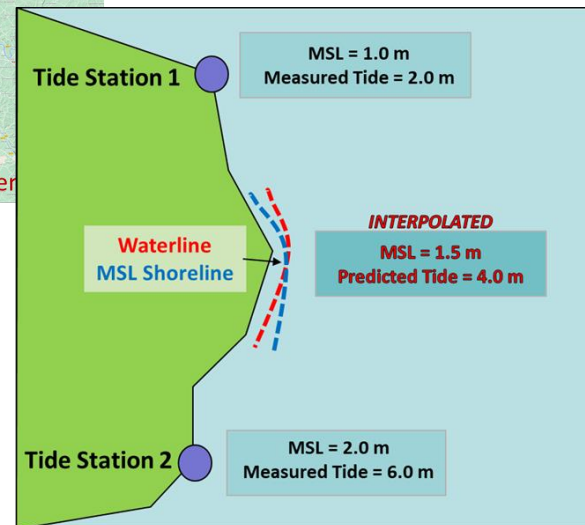 MSL = 1.0 m
Measured Tide = 2.0 m
Tide Station 1
er
INTERPOLATED
Waterline
MSL Shoreline
MSL = 1.5 m
Predicted Tide = 4.0 m
MSL = 2.0 m
Measured Tide = 6.0 m
Tide Station 2